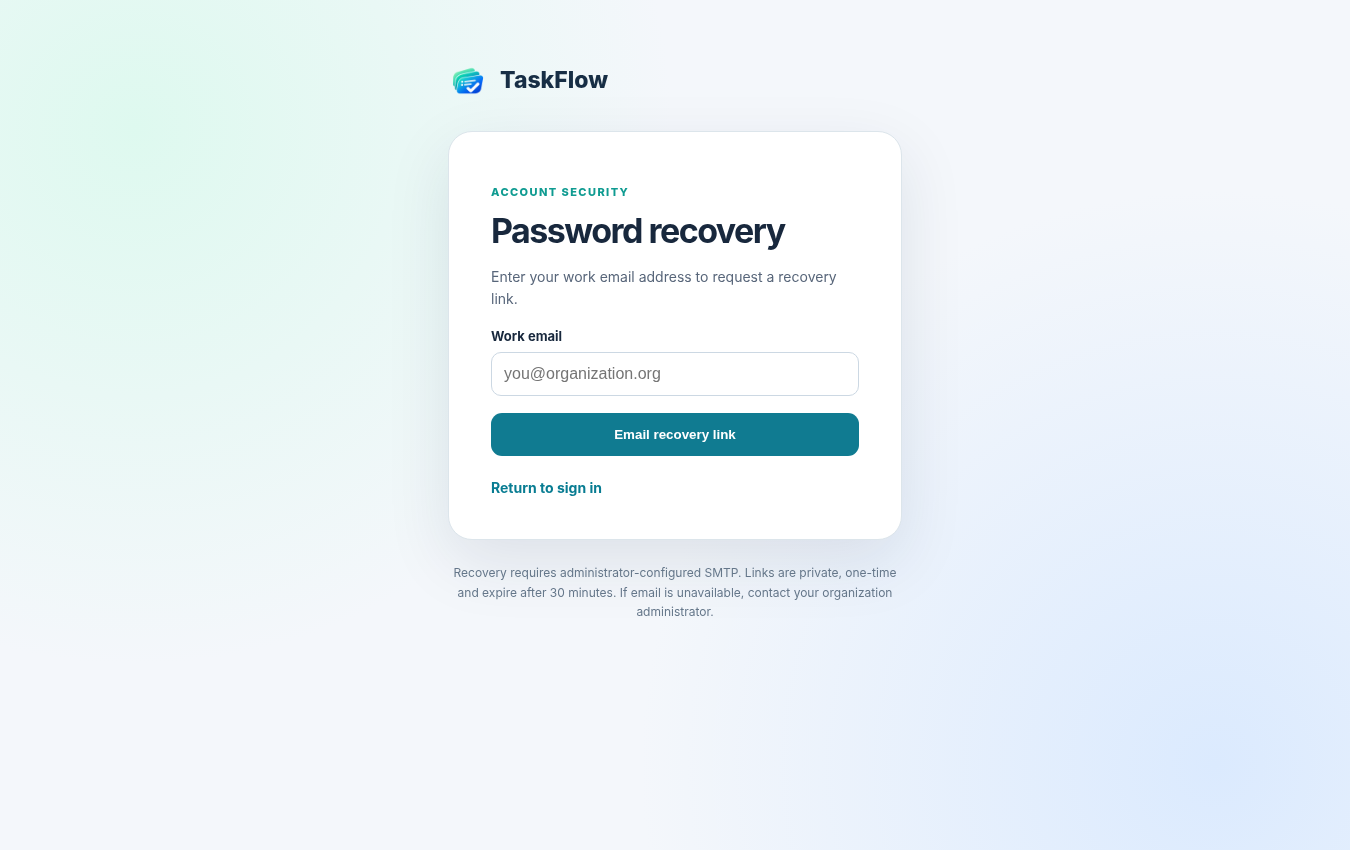 TaskFlow
ACCOUNT SECURITY
Password recovery
Enter your work email address to request a recovery
link.
Work email
you@organization.org
Email recovery link
Return to sign in
Recovery requires administrator-configured SMTP. Links are private, one-time
and expire after 30 minutes. If email is unavailable, contact your organization
administrator.